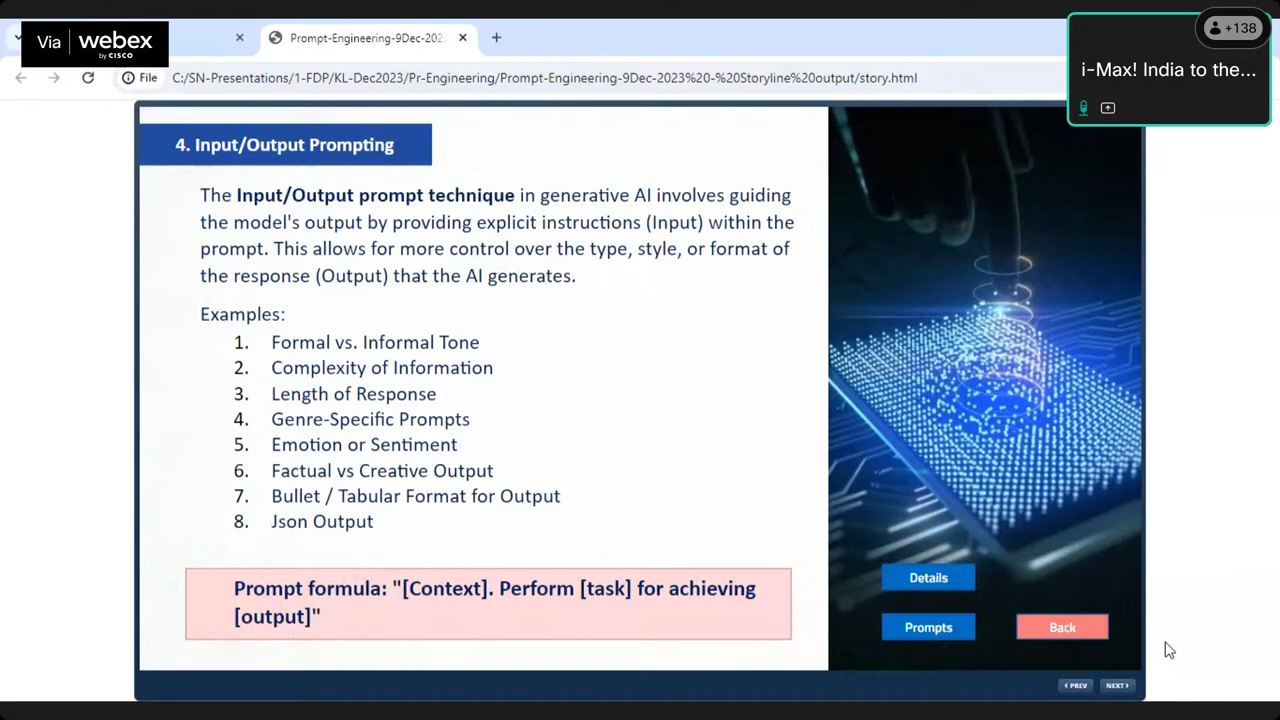 Via webex
by CISCO
Prompt-Engineering-9Dec-202
+138
i-Max! India to the...
File C:/SN-Presentations/1-FDP/KL-Dec2023/Pr-Engineering/Prompt-Engineering-9Dec-2023%20-%20Storyline%20output/story.html
4. Input/Output Prompting
The Input/Output prompt technique in generative AI involves guiding
the model's output by providing explicit instructions (Input) within the
prompt. This allows for more control over the type, style, or format of
the response (Output) that the AI generates.
Examples:
1. Formal vs. Informal Tone
2. Complexity of Information
3. Length of Response
4. Genre-Specific Prompts
5. Emotion or Sentiment
6. Factual vs Creative Output
7. Bullet / Tabular Format for Output
8. Json Output
Prompt formula: "[Context]. Perform [task] for achieving
[output]"
Details
Prompts
Back
PREV
NEXT